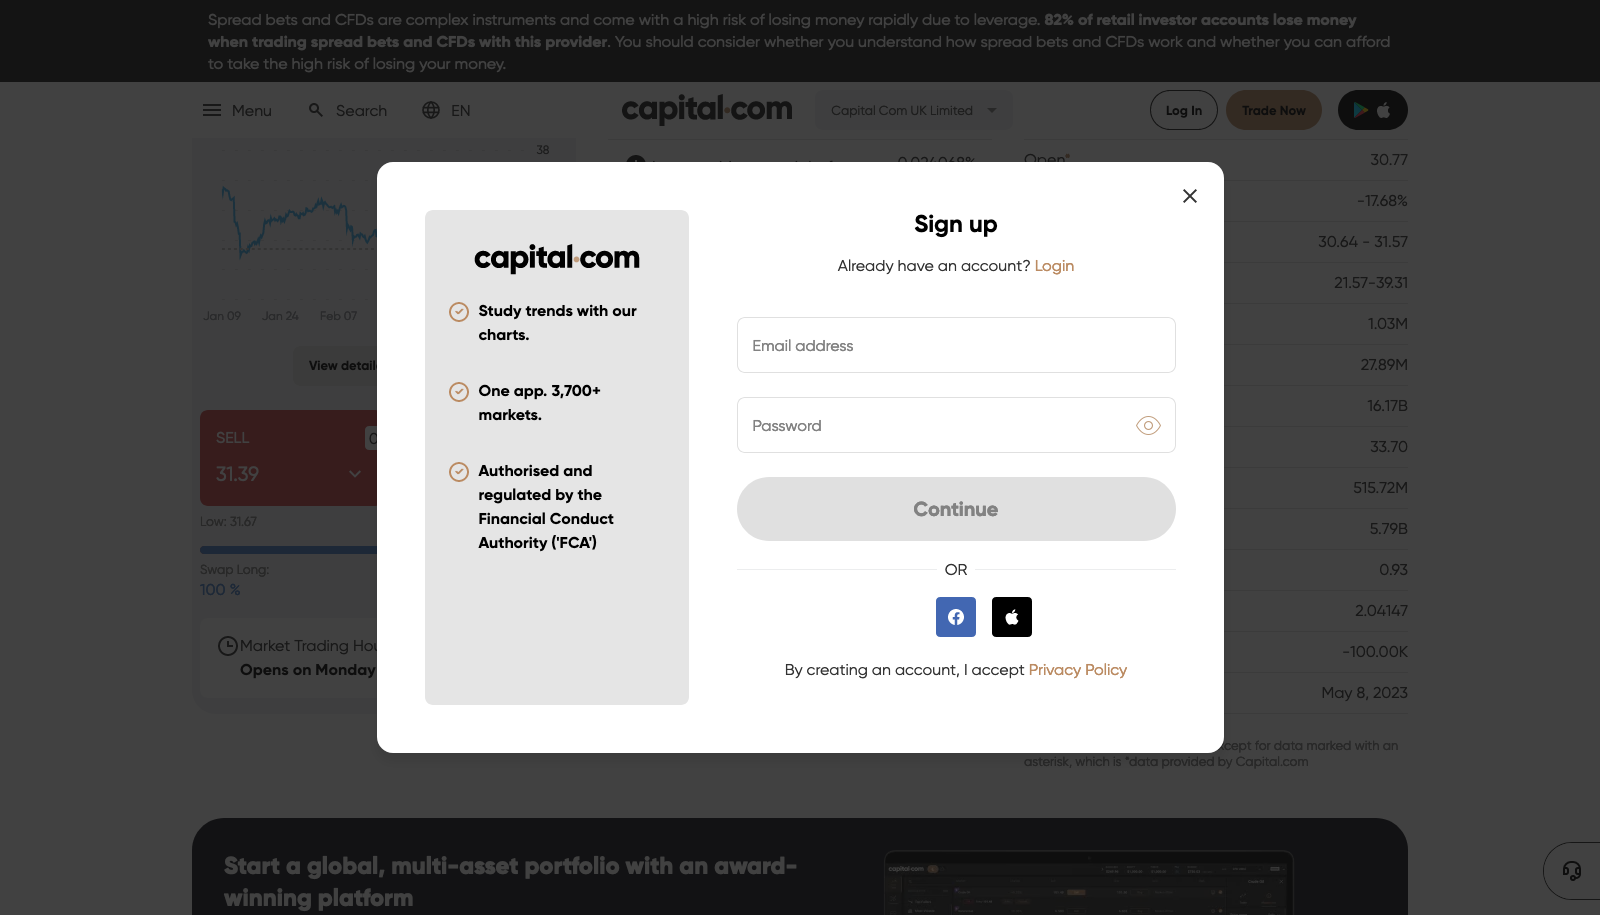 Spread bets and CFDs are complex instruments and come with a high risk of losing money rapidly due to leverage. 82% of retail investor accounts lose money
when trading spread bets and CFDs with this provider. You should consider whether you understand how spread bets and CFDs work and whether you can afford
to take the high risk of losing your money.
Menu
Search
EN
capital.com
Capital Com UK Limited
Log In
Trade Now
38
Jan 09
Jan 24
Feb 07
View
SELL
31.39
Low: 31.67
Swap Long:
100 %
Market Trading
Opens on Monday
capital.com
Study trends with our
charts.
One app. 3,700+
markets.
Authorised and
regulated by the
Financial Conduct
Authority ('FCA')
Sign up
Already have an account? Login
Email address
Password
Continue
OR
By creating an account, I accept Privacy Policy
Open*
30.77
-17.68%
30.64 - 31.57
21.57-39.31
1.03M
27.89M
16.17B
33.70
515.72M
5.79B
0.93
2.04147
-100.00K
May 8, 2023
for data marked with an
asterisk, which is *data provided by Capital.com
Start a global, multi-asset portfolio with an award-
winning platform
capital.com